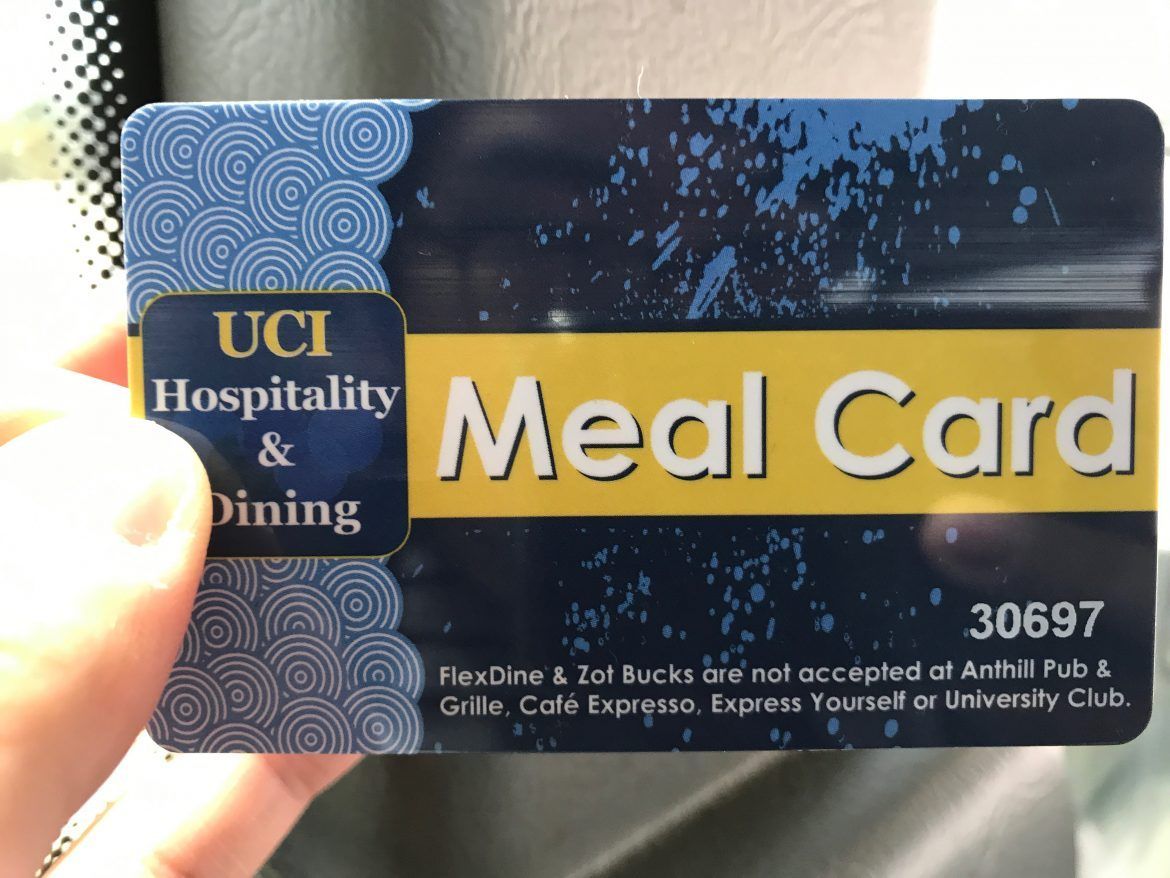 UCI
Hospitality
&
Dining
Meal Card
30697
FlexDine & Zot Bucks are not accepted at Anthill Pub &
Grille, Café Expresso, Express Yourself or University Club.